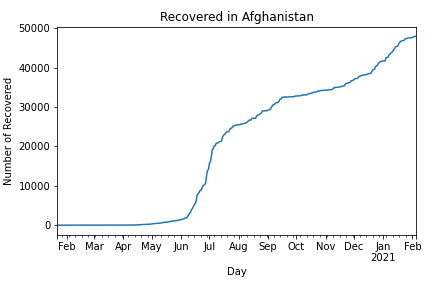 Recovered in Afghanistan
Number of Recovered
50000
40000
30000
20000
10000
0
Feb Mar Apr May Jun Jul Aug Sep Oct Nov Dec Jan Feb
2021
Day